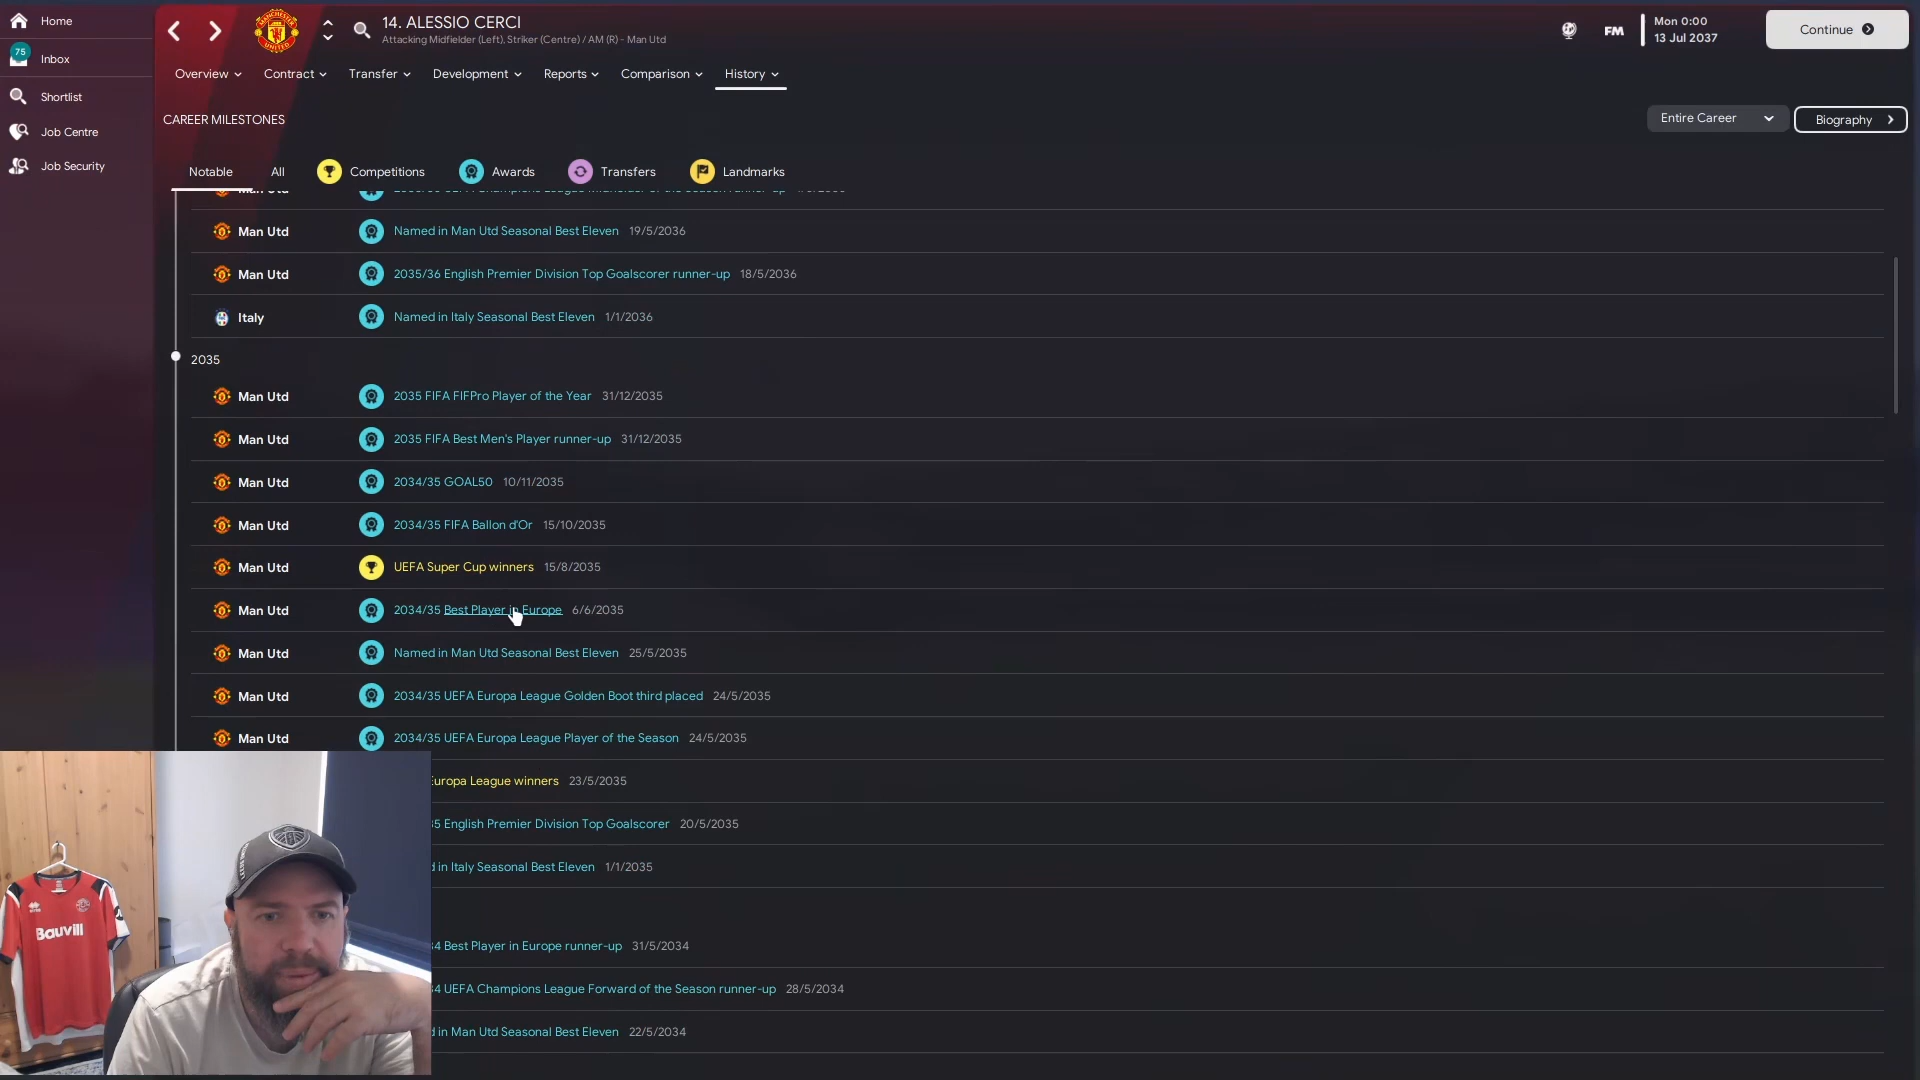 Home
75
Inbox
Shortlist
Job Centre
Job Security
14. ALESSIO CERCI
Attacking Midfielder (Left), Striker (Centre) / AM (R) - Man Utd
FM
Mon 0:00
13 Jul 2037
Continue
Overview
Contract
Transfer
Development
Reports
Comparison
History
CAREER MILESTONES
Entire Career
Biography
Notable
All
Competitions
Awards
Transfers
Landmarks
Man Utd Named in Man Utd Seasonal Best Eleven 19/5/2036
Man Utd 2035/36 English Premier Division Top Goalscorer runner-up 18/5/2036
Italy Named in Italy Seasonal Best Eleven 1/1/2036
2035
Man Utd 2035 FIFA FIFPro Player of the Year 31/12/2035
Man Utd 2035 FIFA Best Men's Player runner-up 31/12/2035
Man Utd 2034/35 GOAL50 10/11/2035
Man Utd 2034/35 FIFA Ballon d'Or 15/10/2035
Man Utd UEFA Super Cup winners 15/8/2035
Man Utd 2034/35 Best Player in Europe 6/6/2035
Man Utd Named in Man Utd Seasonal Best Eleven 25/5/2035
Man Utd 2034/35 UEFA Europa League Golden Boot third placed 24/5/2035
Man Utd 2034/35 UEFA Europa League Player of the Season 24/5/2035
Europa League winners 23/5/2035
35 English Premier Division Top Goalscorer 20/5/2035
d in Italy Seasonal Best Eleven 1/1/2035
34 Best Player in Europe runner-up 31/5/2034
34 UEFA Champions League Forward of the Season runner-up 28/5/2034
d in Man Utd Seasonal Best Eleven 22/5/2034
Bauvill